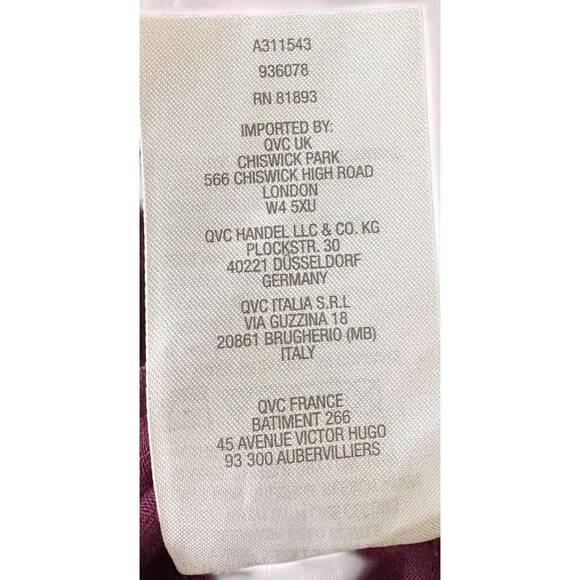 A311543
936078
RN 81893
IMPORTED BY:
QVC UK
CHISWICK PARK
566 CHISWICK HIGH ROAD
LONDON
W4 5XU
QVC HANDEL LLC & CO. KG
PLOCKSTR. 30
40221 DÜSSELDORF
GERMANY
QVC ITALIA S.R.L
VIA GUZZINA 18
20861 BRUGHERIO (MB)
ITALY
QVC FRANCE
BATIMENT 266
45 AVENUE VICTOR HUGO
93 300 AUBERVILLIERS